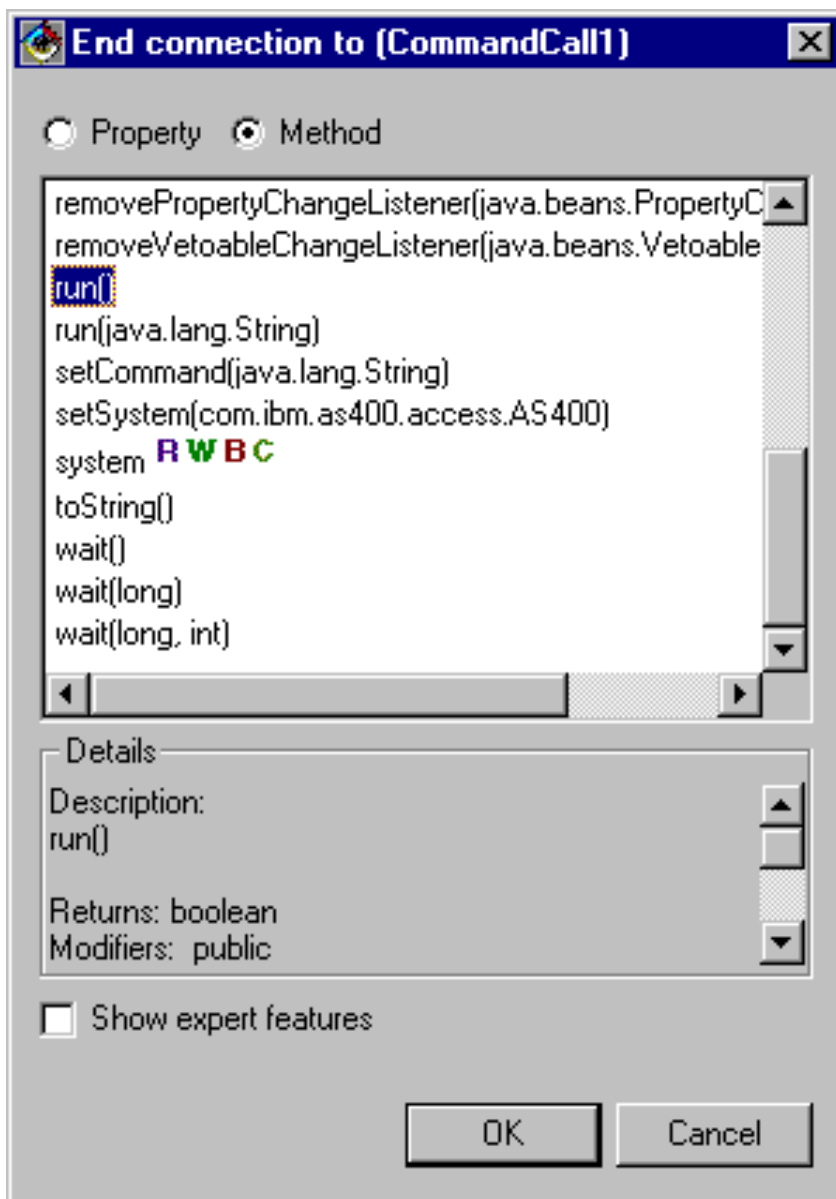 End connection to (CommandCall1)
Property Method
removePropertyChangeListener(java.beans.PropertyC
removeVetoableChangeListener(java.beans.Vetoable
run()
run(java.lang.String)
setCommand(java.lang.String)
setSystem(com.ibm.as400.access.AS400)
system R W B C
toString()
wait()
wait(long)
wait(long, int)
Details
Description:
run()
Returns: boolean
Modifiers: public
Show expert features
OK Cancel